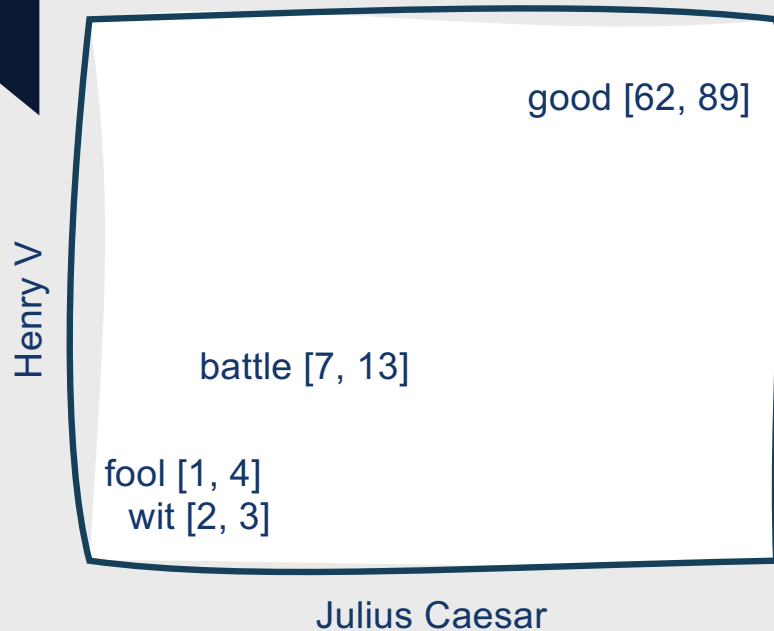 good [62, 89]
Henry V
battle [7, 13]
fool [1, 4]
wit [2, 3]
Julius Caesar